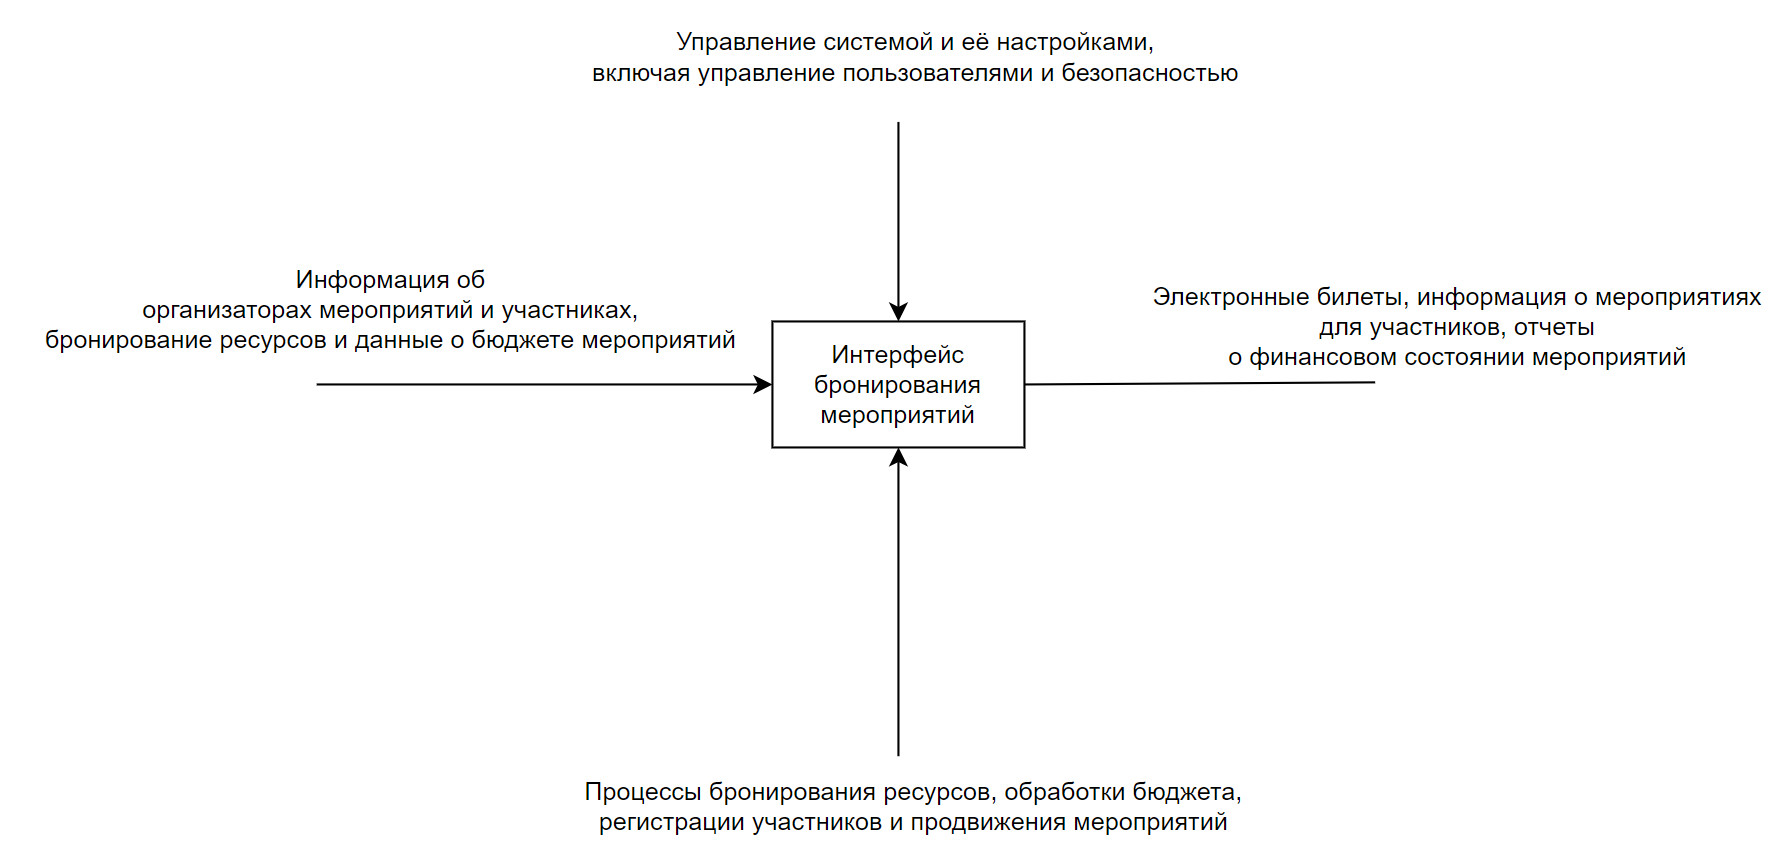 Управление системой и её настройками,
включая управление пользователями и безопасностью
Информация об
организаторах мероприятий и участниках,
бронирование ресурсов и данные о бюджете мероприятий
Интерфейс
бронирования
мероприятий
Электронные билеты, информация о мероприятиях
для участников, отчеты
о финансовом состоянии мероприятий
Процессы бронирования ресурсов, обработки бюджета,
регистрации участников и продвижения мероприятий